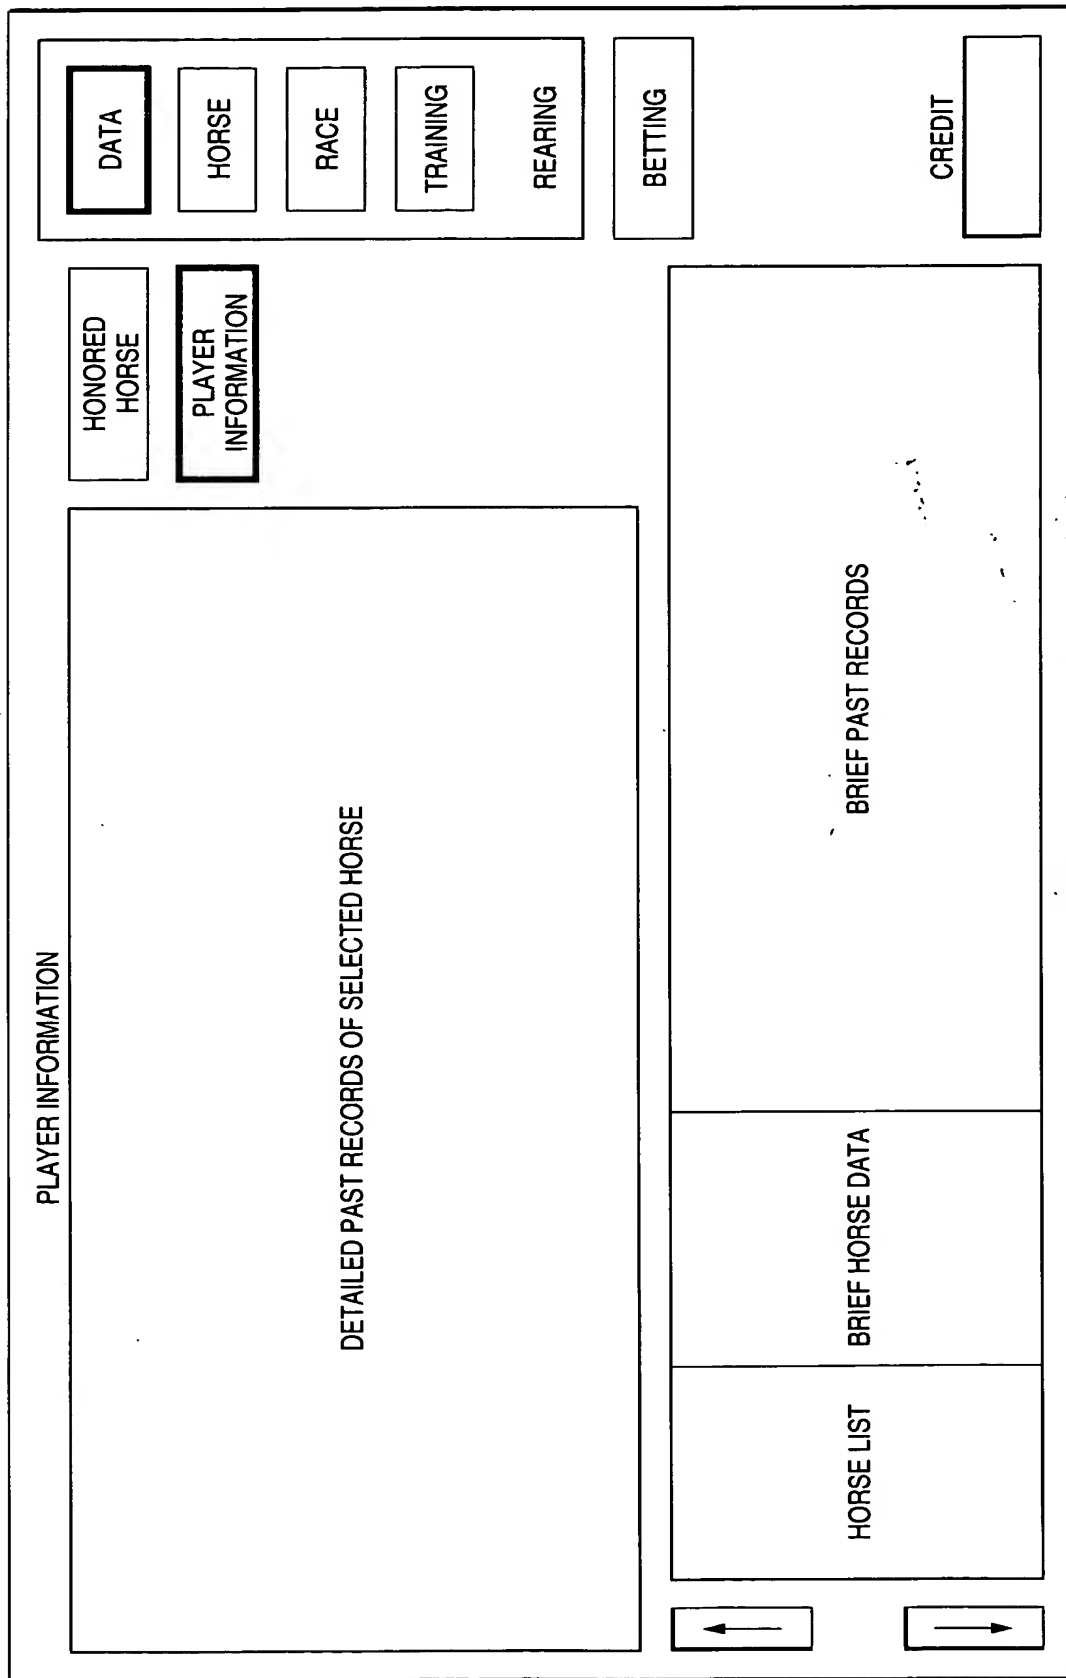 PLAYER INFORMATION
DETAILED PAST RECORDS OF SELECTED HORSE
HONORED
HORSE
PLAYER
INFORMATION
DATA
HORSE
RACE
TRAINING
REARING
BETTING
HORSE LIST
BRIEF HORSE DATA
BRIEF PAST RECORDS
CREDIT